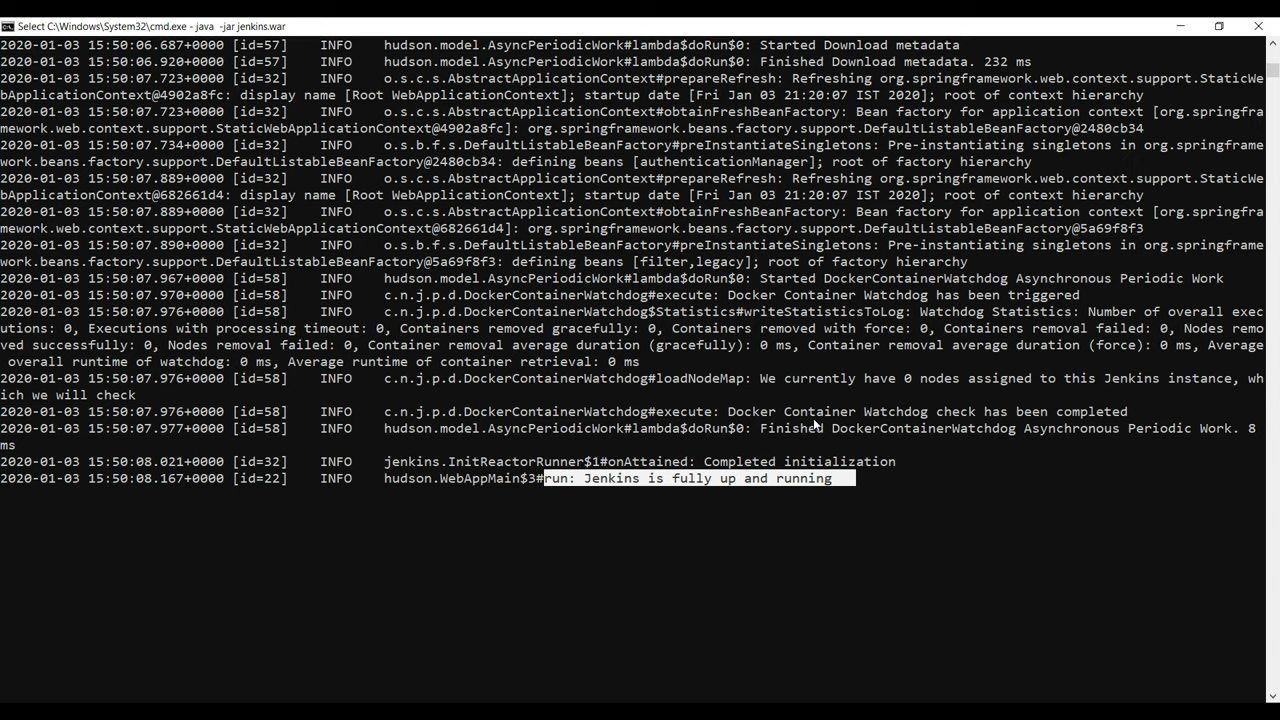 Select C:\Windows\System32\cmd.exe - java -jar jenkins.war
2020-01-03 15:50:06.687+0000 [id=57] INFO hudson.model.AsyncPeriodicWork#lambda$doRun$0: Started Download metadata
2020-01-03 15:50:06.920+0000 [id=57] INFO hudson.model.AsyncPeriodicWork#lambda$doRun$0: Finished Download metadata. 232 ms
2020-01-03 15:50:07.723+0000 [id=32] INFO o.s.c.s.AbstractApplicationContext#prepareRefresh: Refreshing org.springframework.web.context.support.StaticWe
bApplicationContext@4902a8fc: display name [Root WebApplicationContext]; startup date [Fri Jan 03 21:20:07 IST 2020]; root of context hierarchy
2020-01-03 15:50:07.723+0000 [id=32] INFO o.s.c.s.AbstractApplicationContext#obtainFreshBeanFactory: Bean factory for application context [org.springfra
mework.web.context.support.StaticWebApplicationContext@4902a8fc]: org.springframework.beans.factory.support.DefaultListableBeanFactory@2480cb34
2020-01-03 15:50:07.734+0000 [id=32] INFO o.s.b.f.s.DefaultListableBeanFactory#preInstantiateSingletons: Pre-instantiating singletons in org.springframe
work.beans.factory.support.DefaultListableBeanFactory@2480cb34: defining beans [authenticationManager]; root of factory hierarchy
2020-01-03 15:50:07.889+0000 [id=32] INFO o.s.c.s.AbstractApplicationContext#prepareRefresh: Refreshing org.springframework.web.context.support.StaticWe
bApplicationContext@682661d4: display name [Root WebApplicationContext]; startup date [Fri Jan 03 21:20:07 IST 2020]; root of context hierarchy
2020-01-03 15:50:07.889+0000 [id=32] INFO o.s.c.s.AbstractApplicationContext#obtainFreshBeanFactory: Bean factory for application context [org.springfra
mework.web.context.support.StaticWebApplicationContext@682661d4]: org.springframework.beans.factory.support.DefaultListableBeanFactory@5a69f8f3
2020-01-03 15:50:07.890+0000 [id=32] INFO o.s.b.f.s.DefaultListableBeanFactory#preInstantiateSingletons: Pre-instantiating singletons in org.springframe
work.beans.factory.support.DefaultListableBeanFactory@5a69f8f3: defining beans [filter,legacy]; root of factory hierarchy
2020-01-03 15:50:07.967+0000 [id=58] INFO hudson.model.AsyncPeriodicWork#lambda$doRun$0: Started DockerContainerWatchdog Asynchronous Periodic Work
2020-01-03 15:50:07.970+0000 [id=58] INFO c.n.j.p.d.DockerContainerWatchdog#execute: Docker Container Watchdog has been triggered
2020-01-03 15:50:07.976+0000 [id=58] INFO c.n.j.p.d.DockerContainerWatchdog$Statistics#writeStatisticsToLog: Watchdog Statistics: Number of overall exec
utions: 0, Executions with processing timeout: 0, Containers removed gracefully: 0, Containers removed with force: 0, Containers removal failed: 0, Nodes remo
ved successfully: 0, Nodes removal failed: 0, Container removal average duration (gracefully): 0 ms, Container removal average duration (force): 0 ms, Average
 overall runtime of watchdog: 0 ms, Average runtime of container retrieval: 0 ms
2020-01-03 15:50:07.976+0000 [id=58] INFO c.n.j.p.d.DockerContainerWatchdog#loadNodeMap: We currently have 0 nodes assigned to this Jenkins instance, wh
ich we will check
2020-01-03 15:50:07.976+0000 [id=58] INFO c.n.j.p.d.DockerContainerWatchdog#execute: Docker Container Watchdog check has been completed
2020-01-03 15:50:07.977+0000 [id=58] INFO hudson.model.AsyncPeriodicWork#lambda$doRun$0: Finished DockerContainerWatchdog Asynchronous Periodic Work. 8
ms
2020-01-03 15:50:08.021+0000 [id=32] INFO jenkins.InitReactorRunner$1#onAttained: Completed initialization
2020-01-03 15:50:08.167+0000 [id=22] INFO hudson.WebAppMain$3#run: Jenkins is fully up and running